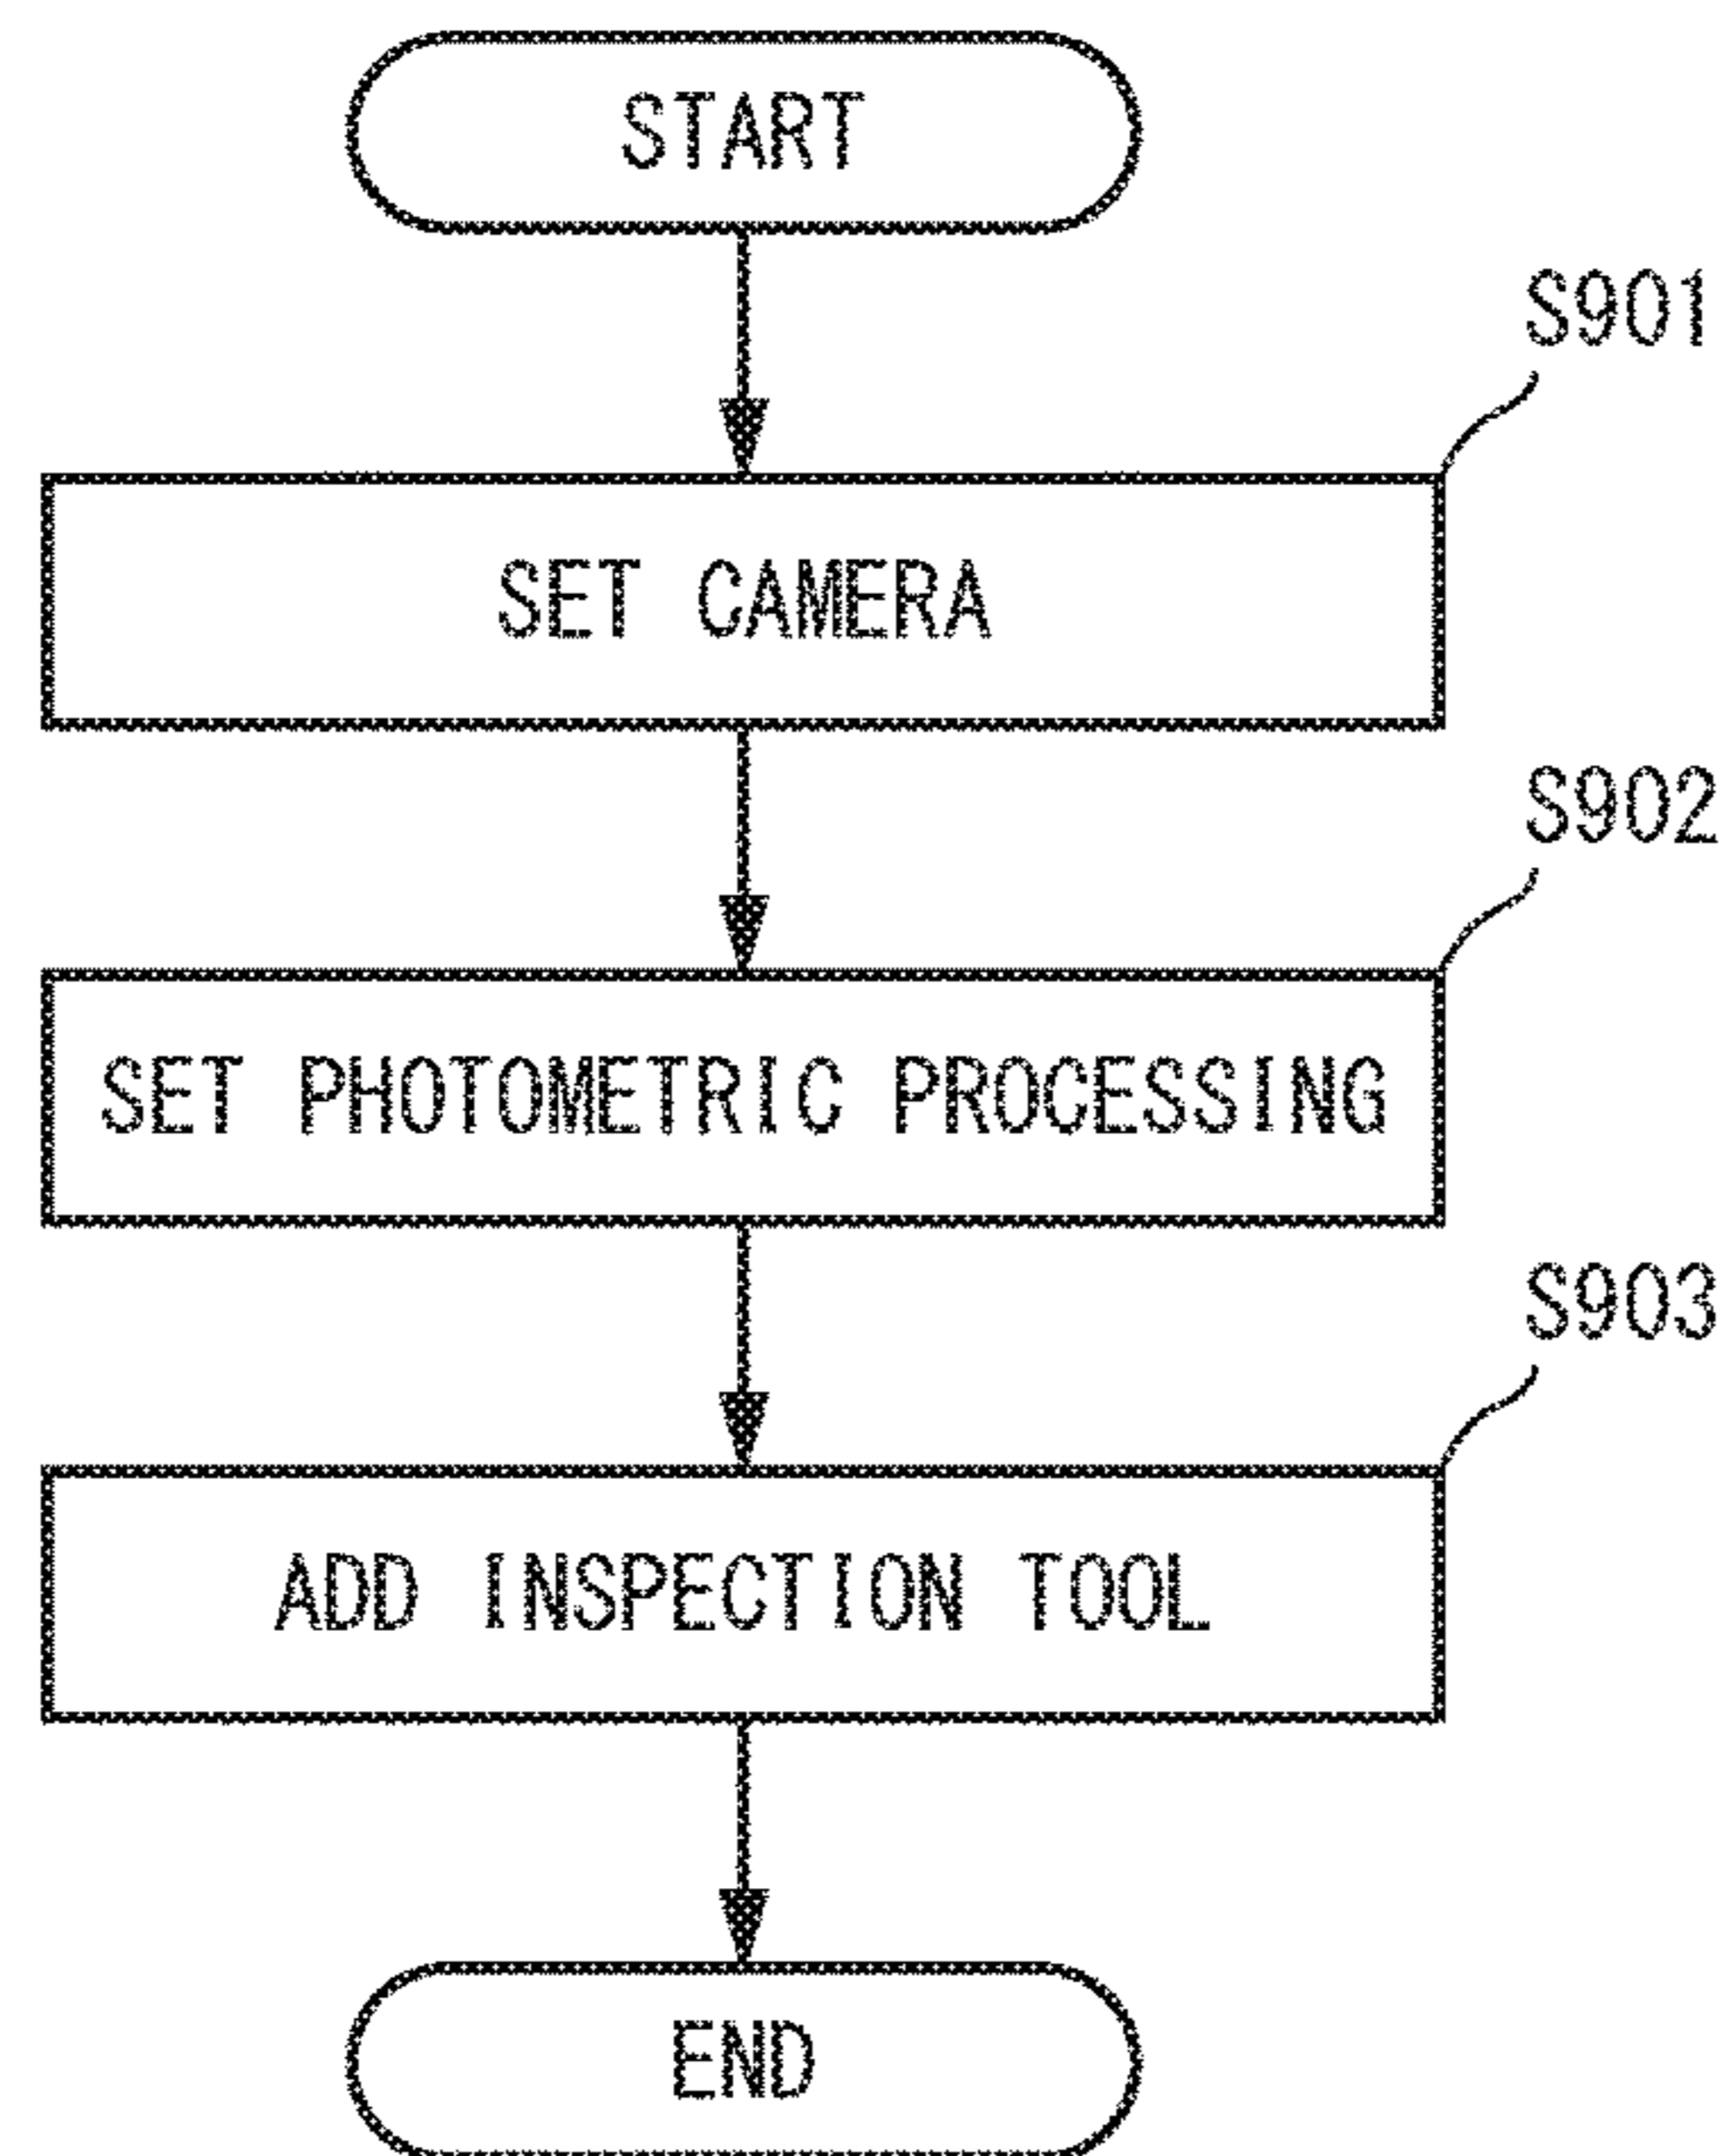 START
S901
SET CAMERA
S902
SET PHOTOMETRIC PROCESSING
S903
ADD INSPECTION TOOL
END